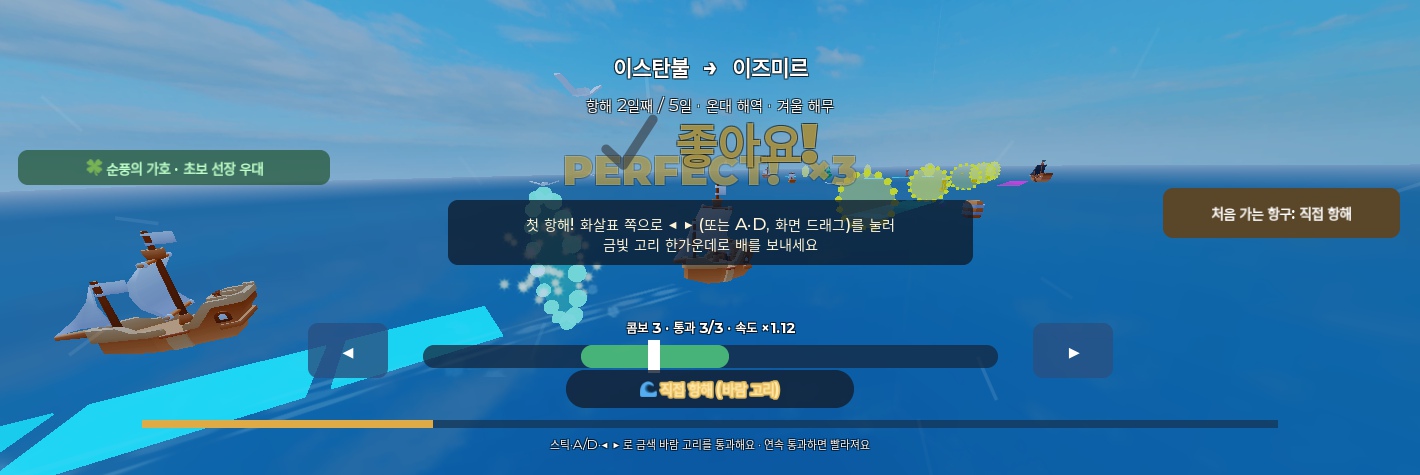 이스탄불 → 이즈미르
항해 2일째 / 5일 · 온대 해역 · 겨울 해무
좋아요!
PERFECT! ×3
🍀 순풍의 가호 · 초보 선장 우대
처음 가는 항구: 직접 항해
첫 항해! 화살표 쪽으로 ◂ ▸ (또는 A·D, 화면 드래그)를 눌러
금빛 고리 한가운데로 배를 보내세요
콤보 3 · 통과 3/3 · 속도 ×1.12
◀
▶
🌊 직접 항해 (바람 고리)
스틱·A/D·◂ ▸ 로 금색 바람 고리를 통과해요 · 연속 통과하면 빨라져요